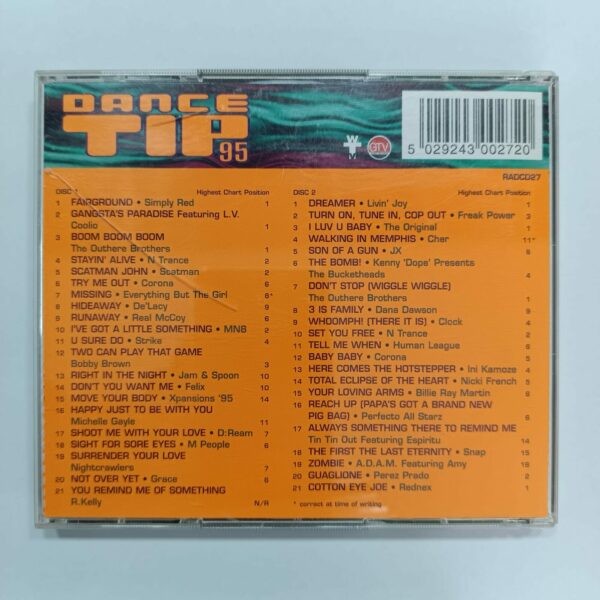 DANCE
TIP 95
W
M
GTV
5 029243 002720
RADCD27
DISC 1 Highest Chart Position
1 FAIRGROUND • Simply Red 1
2 GANGSTA'S PARADISE Featuring L.V.
Coolio 1
3 BOOM BOOM BOOM
The Outhere Brothers 1
4 STAYIN' ALIVE • N Trance 2
5 SCATMAN JOHN • Scatman 3
6 TRY ME OUT • Corona 6
7 MISSING • Everything But The Girl 6*
8 HIDEAWAY • De'Lacy 9
9 RUNAWAY • Real McCoy 6
10 I'VE GOT A LITTLE SOMETHING • MN8 2
11 U SURE DO • Strike 4
12 TWO CAN PLAY THAT GAME
Bobby Brown 3
13 RIGHT IN THE NIGHT • Jam & Spoon 10
14 DON'T YOU WANT ME • Felix 10
15 MOVE YOUR BODY • Xpansions '95 14
16 HAPPY JUST TO BE WITH YOU
Michelle Gayle 11
17 SHOOT ME WITH YOUR LOVE • D:Ream 7
18 SIGHT FOR SORE EYES • M People 6
19 SURRENDER YOUR LOVE
Nightcrawlers 7
20 NOT OVER YET • Grace 6
21 YOU REMIND ME OF SOMETHING
R.Kelly N/R
DISC 2 Highest Chart Position
1 DREAMER • Livin' Joy 1
2 TURN ON, TUNE IN, COP OUT • Freak Power 3
3 I LUV U BABY • The Original 1
4 WALKING IN MEMPHIS • Cher 11*
5 SON OF A GUN • JX 6
6 THE BOMB! • Kenny 'Dope' Presents
The Bucketheads 4
7 DON'T STOP (WIGGLE WIGGLE)
The Outhere Brothers 1
8 3 IS FAMILY • Dana Dawson 9
9 WHOOMPH! (THERE IT IS) • Clock 4
10 SET YOU FREE • N Trance 2
11 TELL ME WHEN • Human League 6
12 BABY BABY • Corona 5
13 HERE COMES THE HOTSTEPPER • Ini Kamoze 4
14 TOTAL ECLIPSE OF THE HEART • Nicki French 5
15 YOUR LOVING ARMS • Billie Ray Martin 6
16 REACH UP (PAPA'S GOT A BRAND NEW
PIG BAG) • Perfecto All Starz 6
17 ALWAYS SOMETHING THERE TO REMIND ME
Tin Tin Out Featuring Espiritu 14
18 THE FIRST THE LAST ETERNITY • Snap 15
19 ZOMBIE • A.D.A.M. Featuring Amy 16
20 GUAGLIONE • Perez Prado 2
21 COTTON EYE JOE • Rednex 1
* correct at time of writing